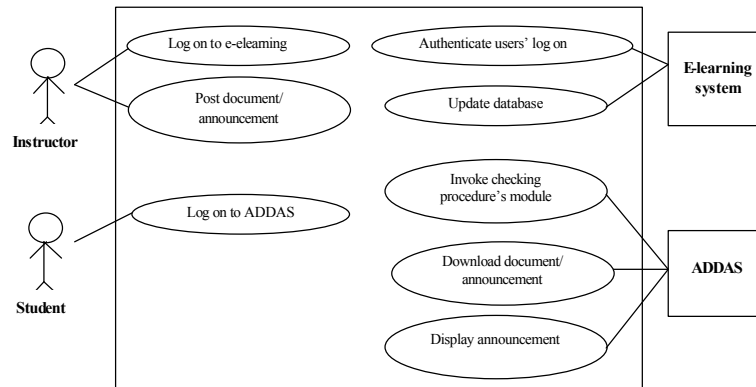 Log on to e-elearning
Authenticate users' log on
E-learning
system
Post document/
announcement
Update database
Instructor
Invoke checking
procedure's module
Log on to ADDAS
Download document/
announcement
ADDAS
Student
Display announcement